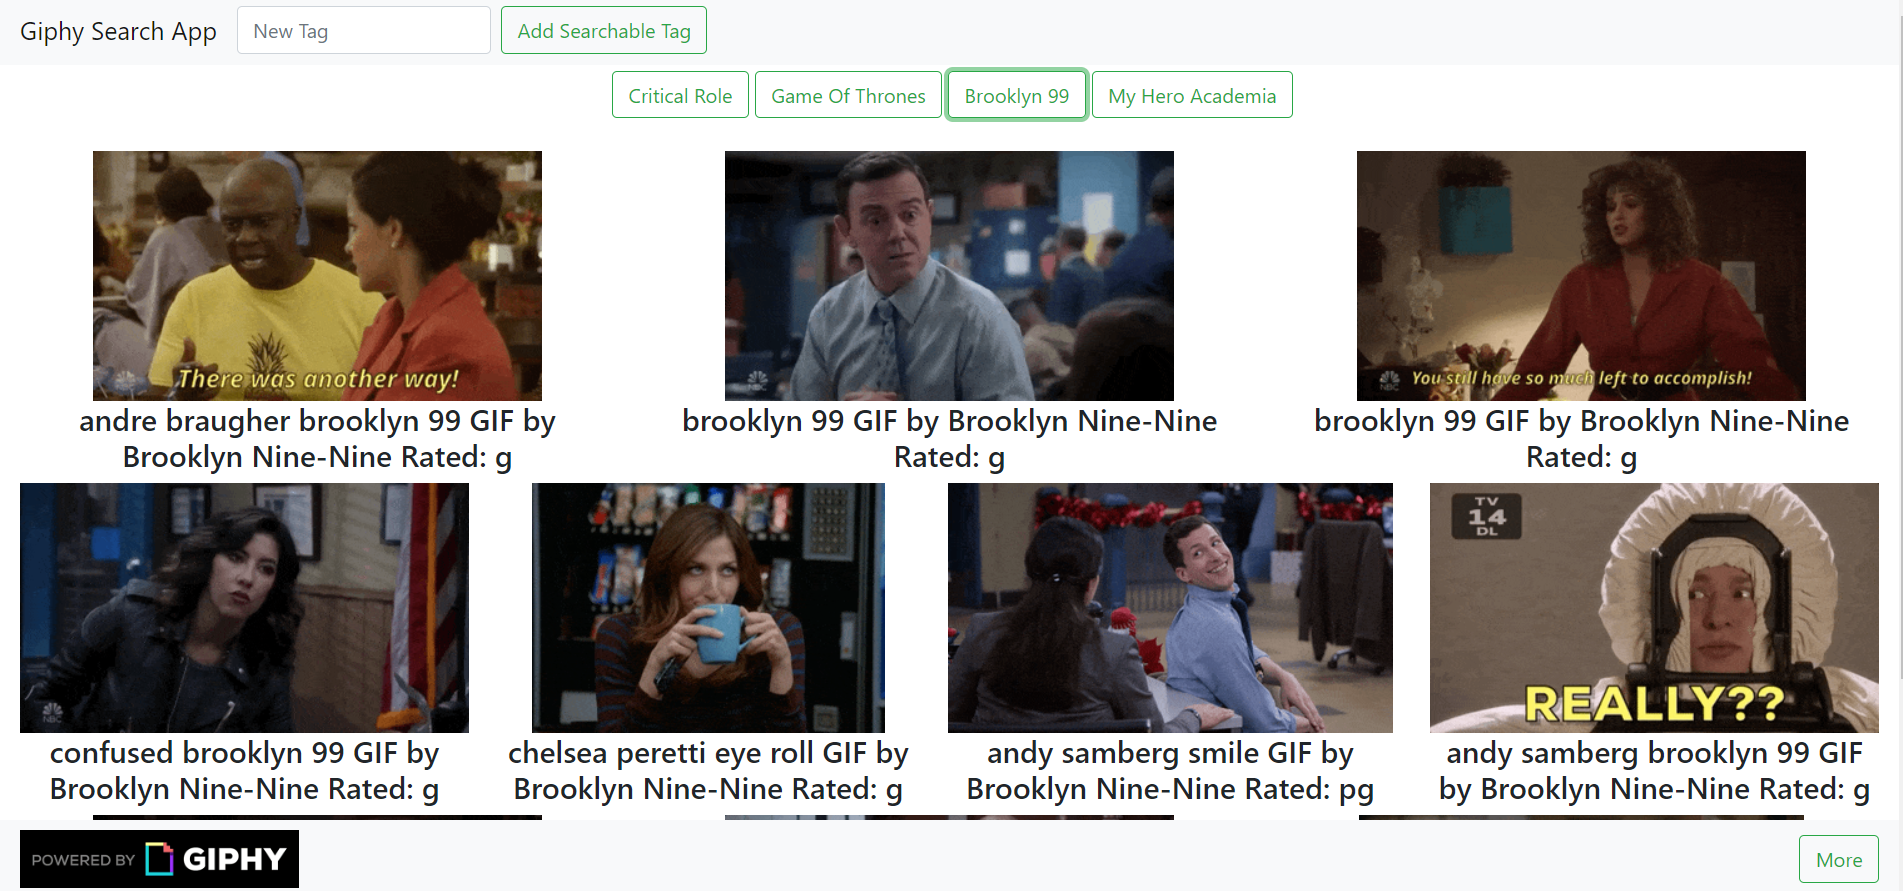 Giphy Search App New Tag Add Searchable Tag
Critical Role Game Of Thrones Brooklyn 99 My Hero Academia
There was another way!
NBC
NBC
You still have so much left to accomplish!
NBC
andre braugher brooklyn 99 GIF by
Brooklyn Nine-Nine Rated: g
brooklyn 99 GIF by Brooklyn Nine-Nine
Rated: g
brooklyn 99 GIF by Brooklyn Nine-Nine
Rated: g
NBC
TV
14
DL
REALLY??
confused brooklyn 99 GIF by
Brooklyn Nine-Nine Rated: g
chelsea peretti eye roll GIF by
Brooklyn Nine-Nine Rated: g
andy samberg smile GIF by
Brooklyn Nine-Nine Rated: pg
andy samberg brooklyn 99 GIF
by Brooklyn Nine-Nine Rated: g
POWERED BY GIPHY
More